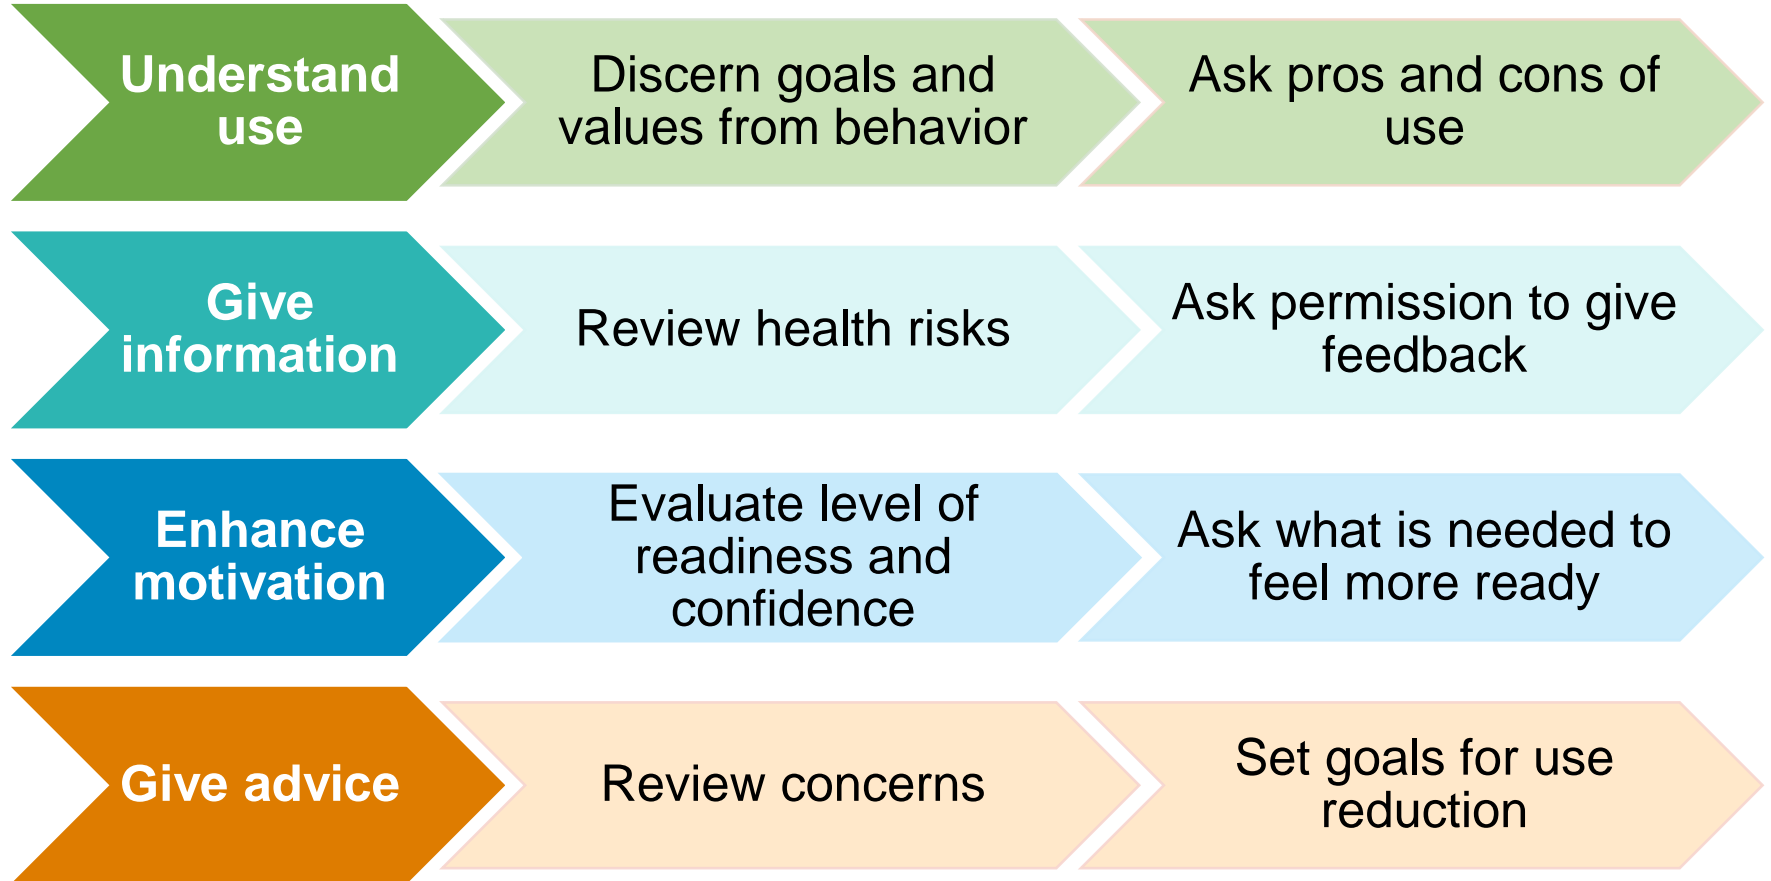 Understand
use
Discern goals and
values from behavior
Ask pros and cons of
use
Give
information
Review health risks
Ask permission to give
feedback
Enhance
motivation
Evaluate level of
readiness and
confidence
Ask what is needed to
feel more ready
Give advice
Review concerns
Set goals for use
reduction